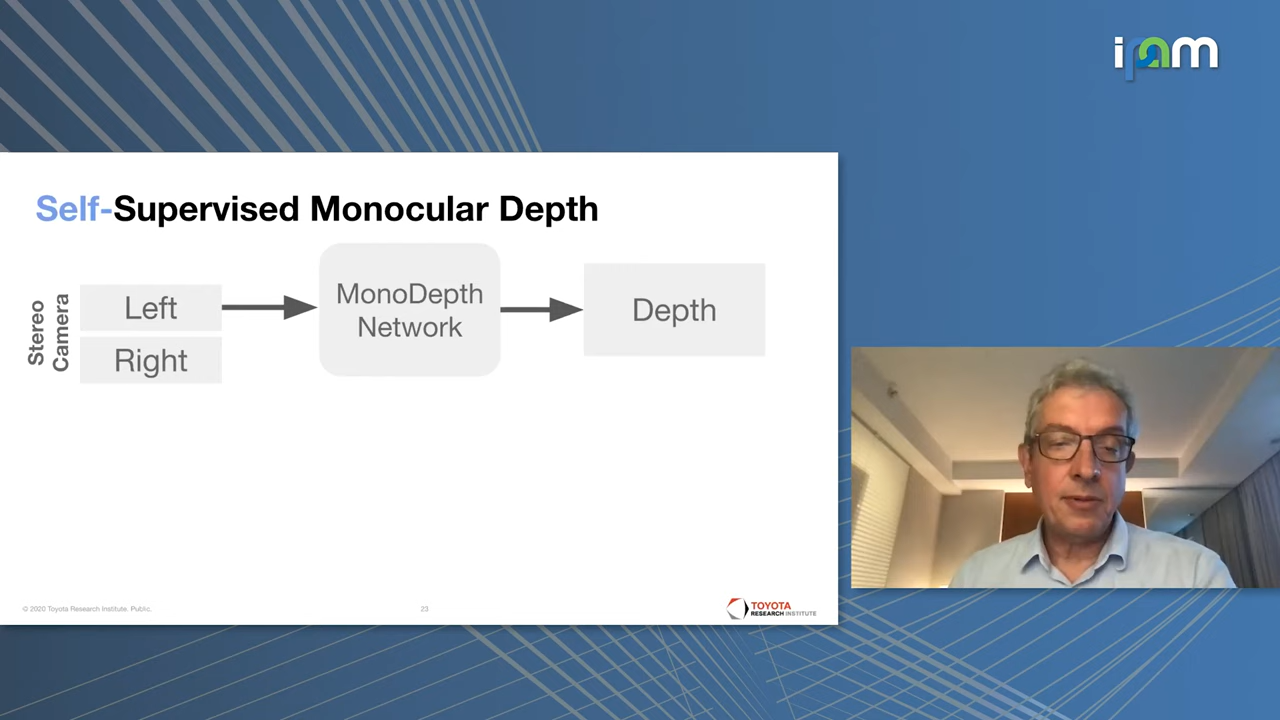 ipam
Self-Supervised Monocular Depth
Stereo
Camera
Left
Right
MonoDepth
Network
Depth
© 2020 Toyota Research Institute. Public.
23
TOYOTA
RESEARCH INSTITUTE